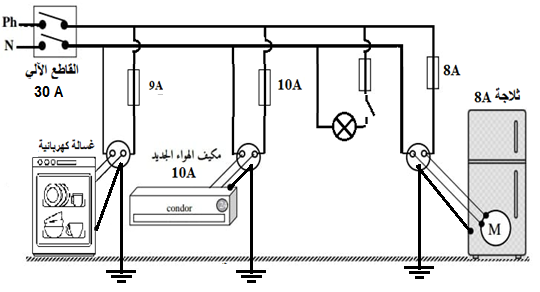 Ph
N
القاطع الآلي
30 A
9A
10A
8A
ثلاجة 8A
غسالة كهربائية
مكيف الهواء الجديد
10A
condor
M